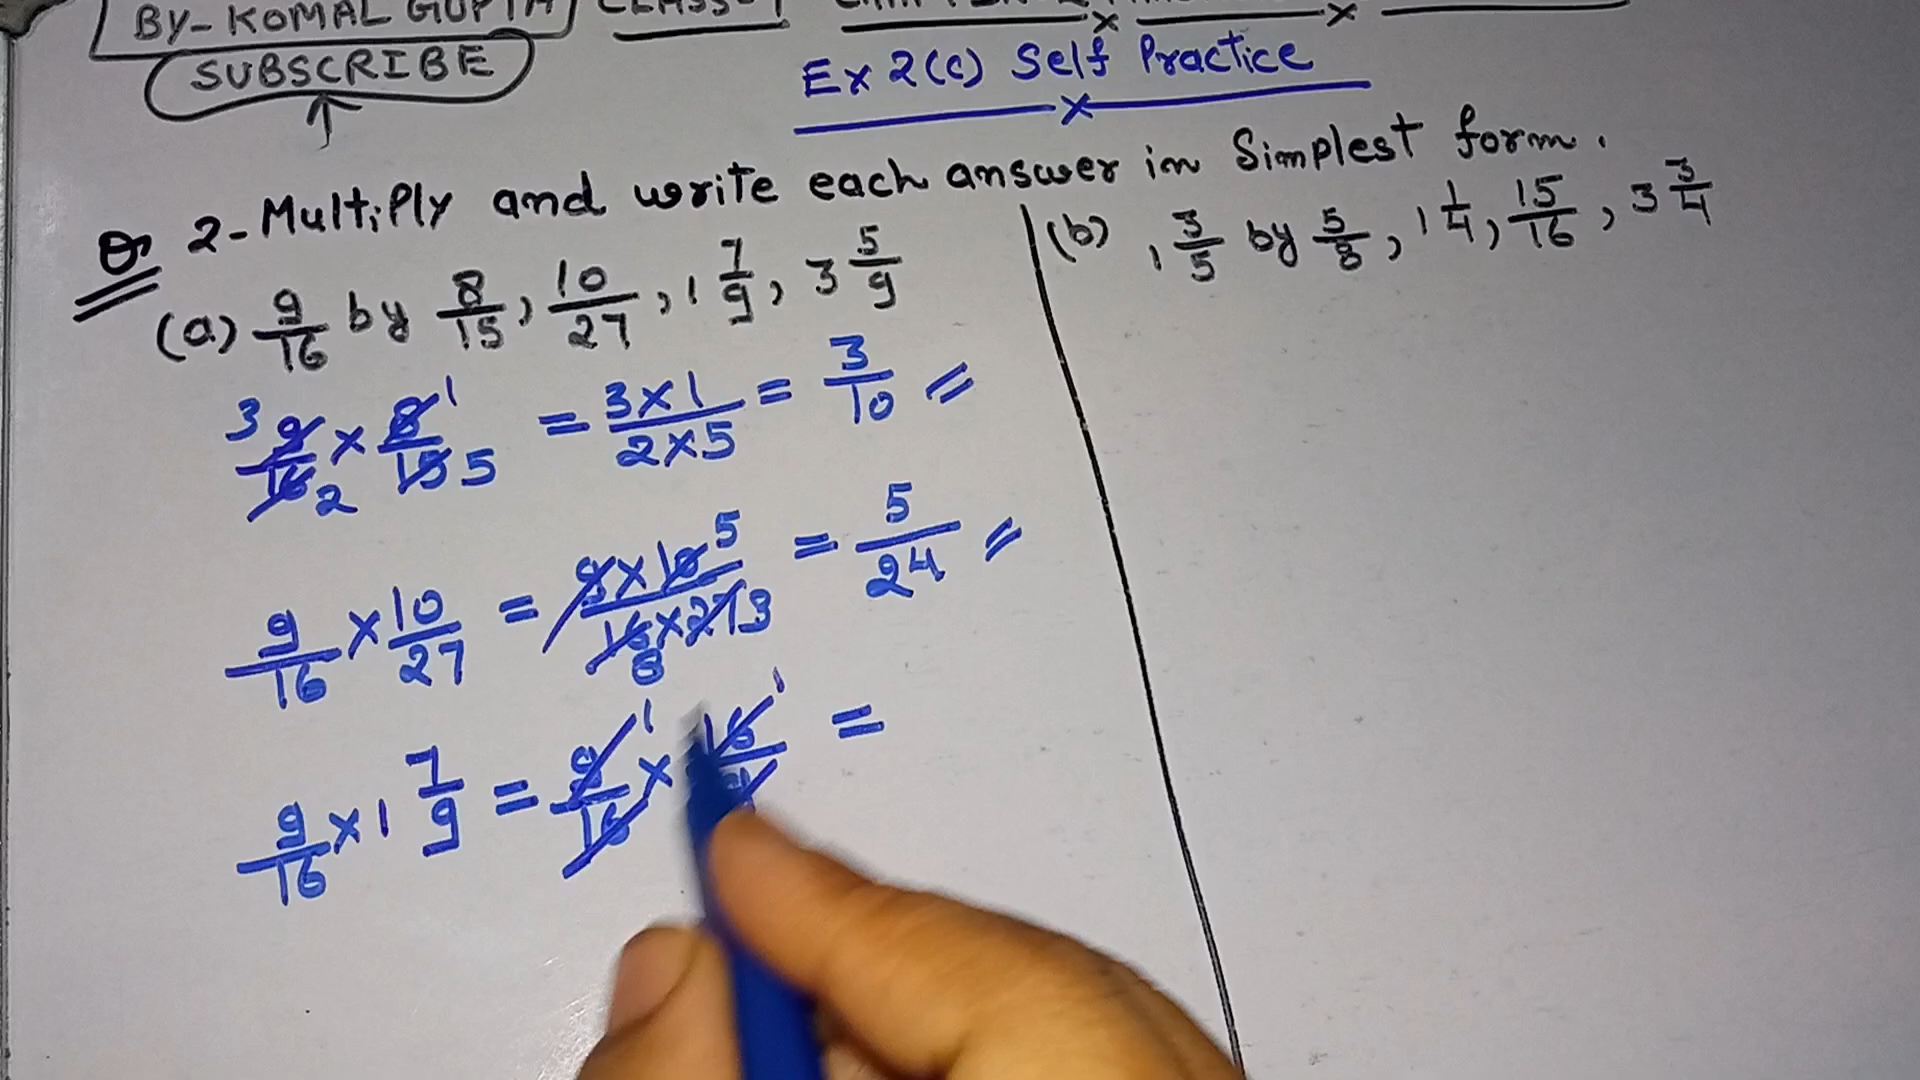 BY-KOMAL GUPTA
SUBSCRIBE
Ex 2(c) Self Practice
Q 2-Multiply and write each answer in Simplest form.
(a) 9/16 by 8/15, 10/27, 1 7/9, 3 5/9
(b) 1 3/5 by 5/8, 1 1/4, 15/16, 3 3/4
3 9/16 2 × 8 1/15 5 = 3×1/2×5 = 3/10 =
9/16 × 10/27 = 9×10 5/16 8×27 3 = 5/24 =
9/16 × 1 7/9 = 9 1/16 × 16 1/9 =